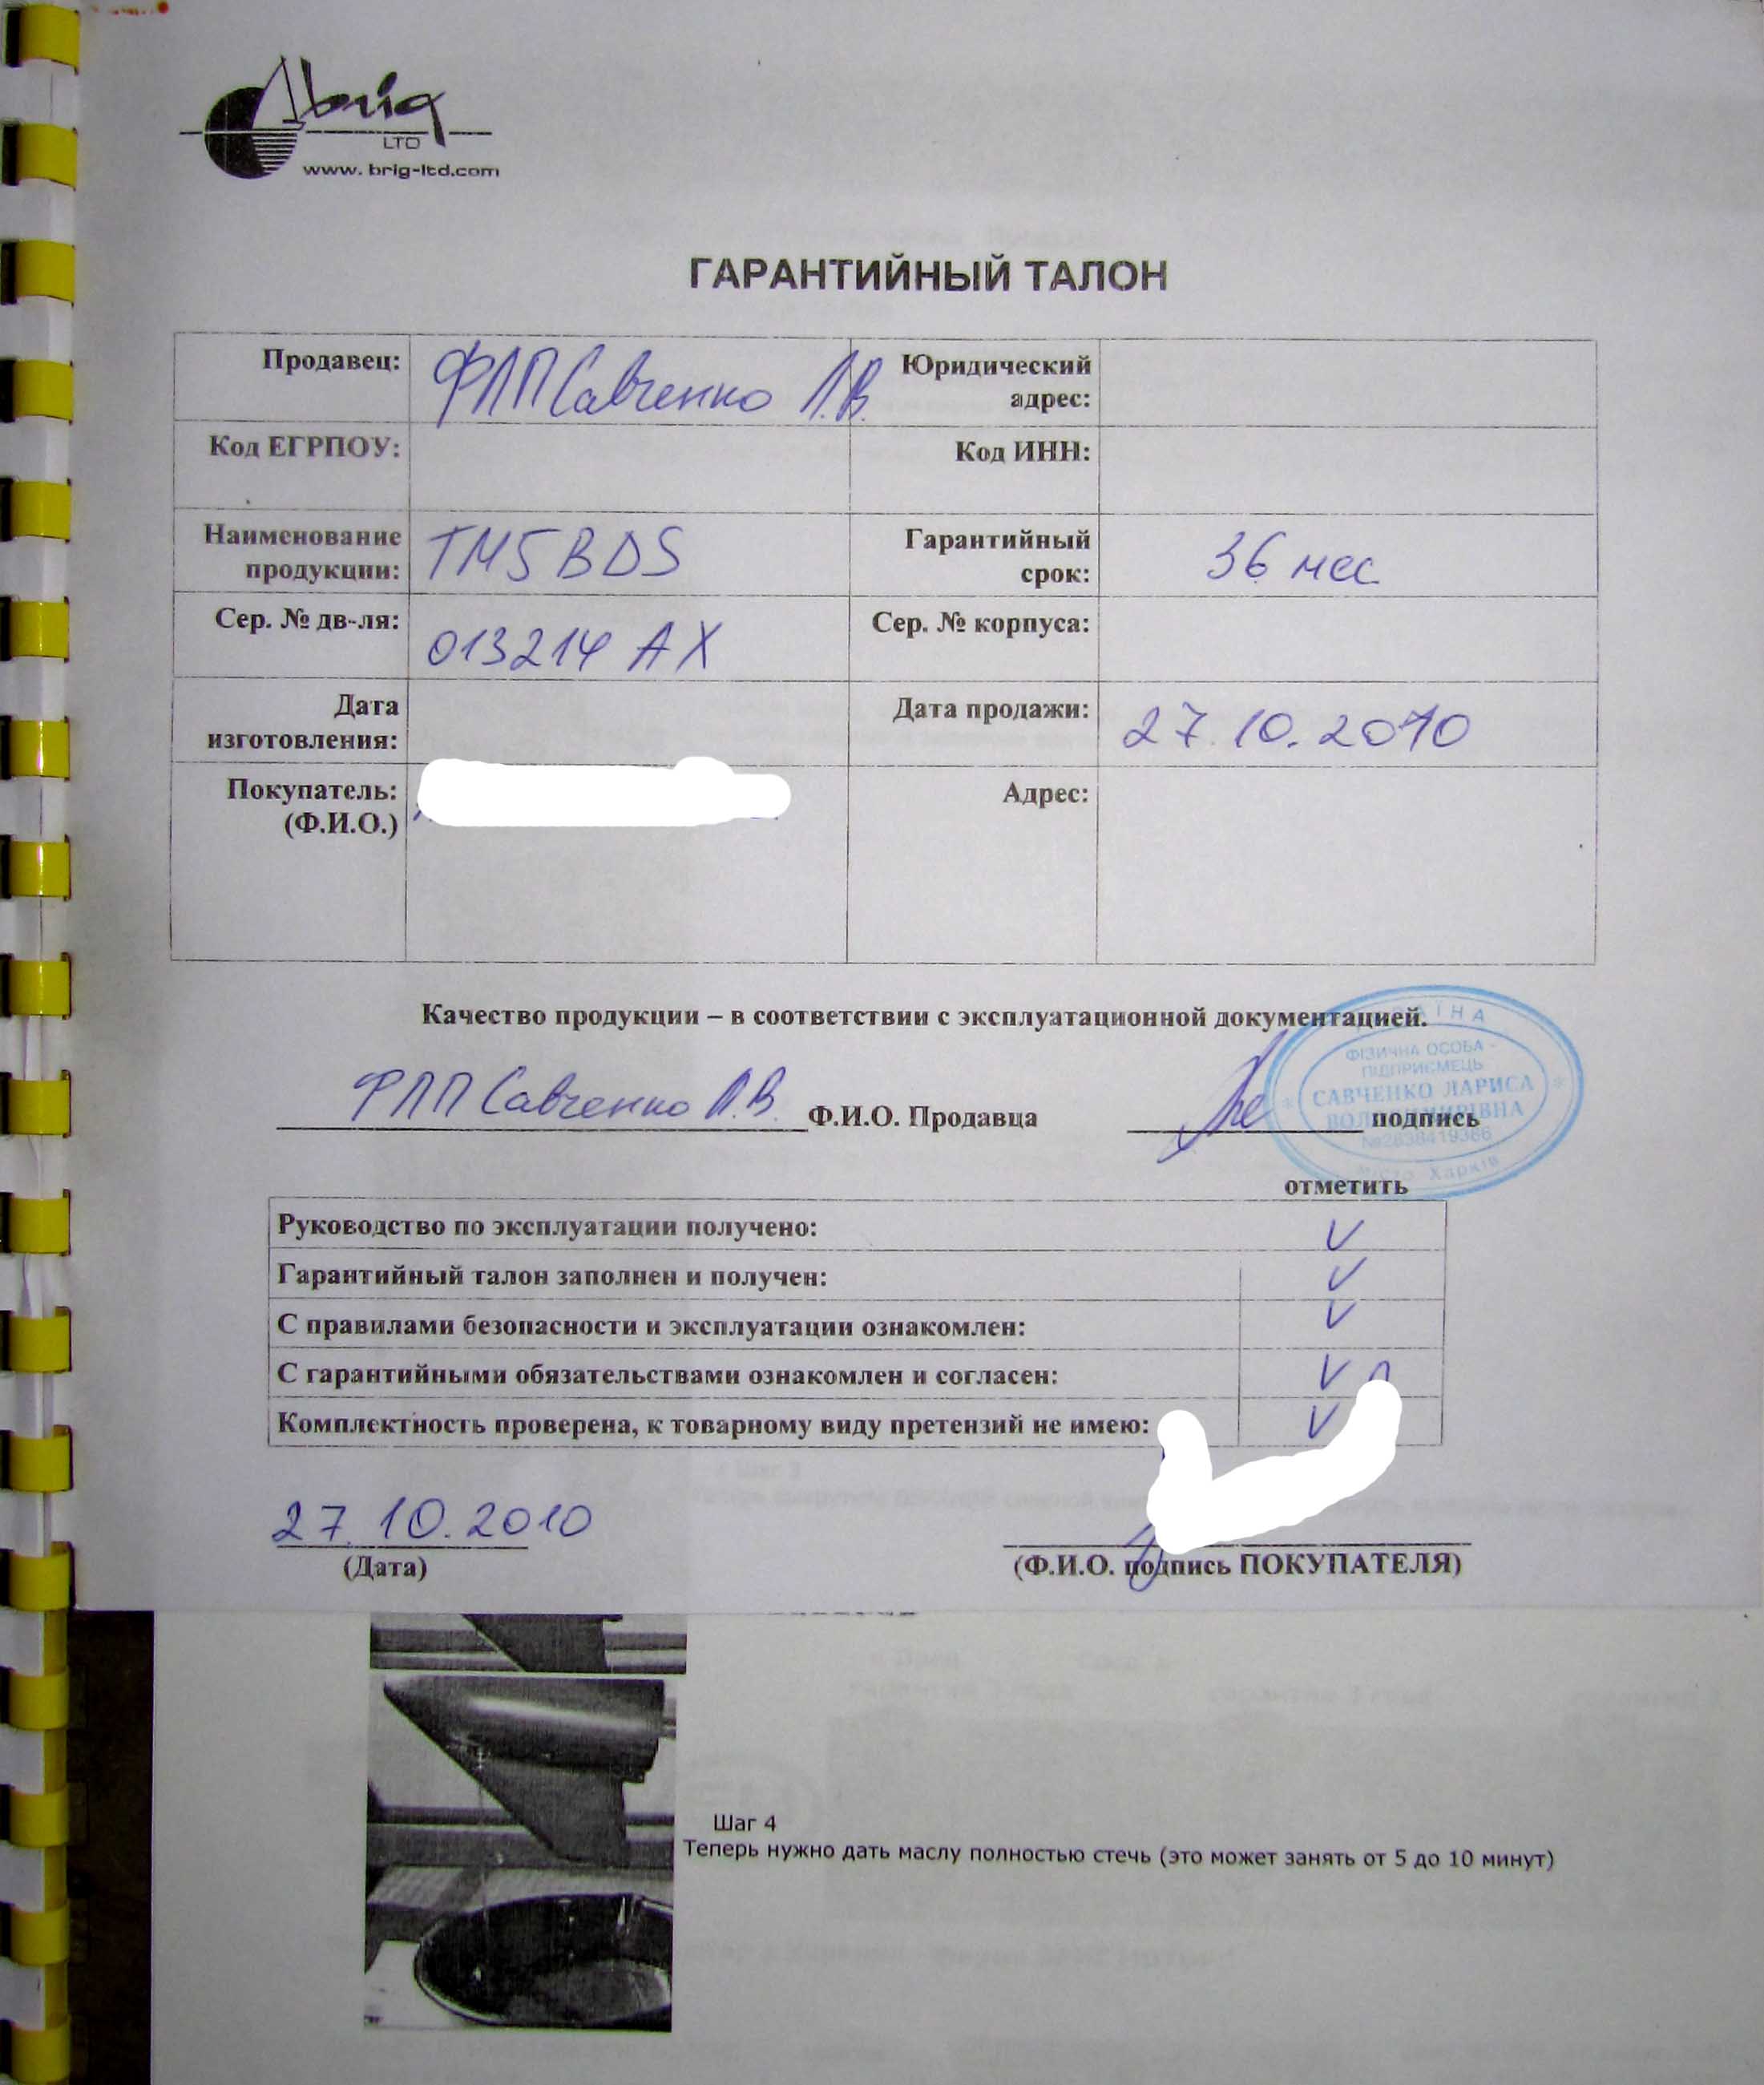 brig
LTD
www.brig-ltd.com
ГАРАНТИЙНЫЙ ТАЛОН
Продавец: ФЛП Савченко Л.В. Юридический
адрес:
Код ЕГРПОУ: Код ИНН:
Наименование
продукции: TM5BDS Гарантийный
срок: 36 мес
Сер. № дв-ля: 013214 AX Сер. № корпуса:
Дата
изготовления: Дата продажи: 27.10.2010
Покупатель: Адрес:
(Ф.И.О.)
Качество продукции – в соответствии с эксплуатационной документацией.
ФЛП Савченко Л.В. Ф.И.О. Продавца подпись
ФІЗИЧНА ОСОБА -
ПІДПРИЄМЕЦЬ
САВЧЕНКО ЛАРИСА
ВОЛОДИМИРІВНА
місто Харків
отметить
Руководство по эксплуатации получено: V
Гарантийный талон заполнен и получен: V
С правилами безопасности и эксплуатации ознакомлен: V
С гарантийными обязательствами ознакомлен и согласен: V
Комплектность проверена, к товарному виду претензий не имею: V
27.10.2010
(Дата) (Ф.И.О. подпись ПОКУПАТЕЛЯ)
Шаг 4
Теперь нужно дать маслу полностью стечь (это может занять от 5 до 10 минут)